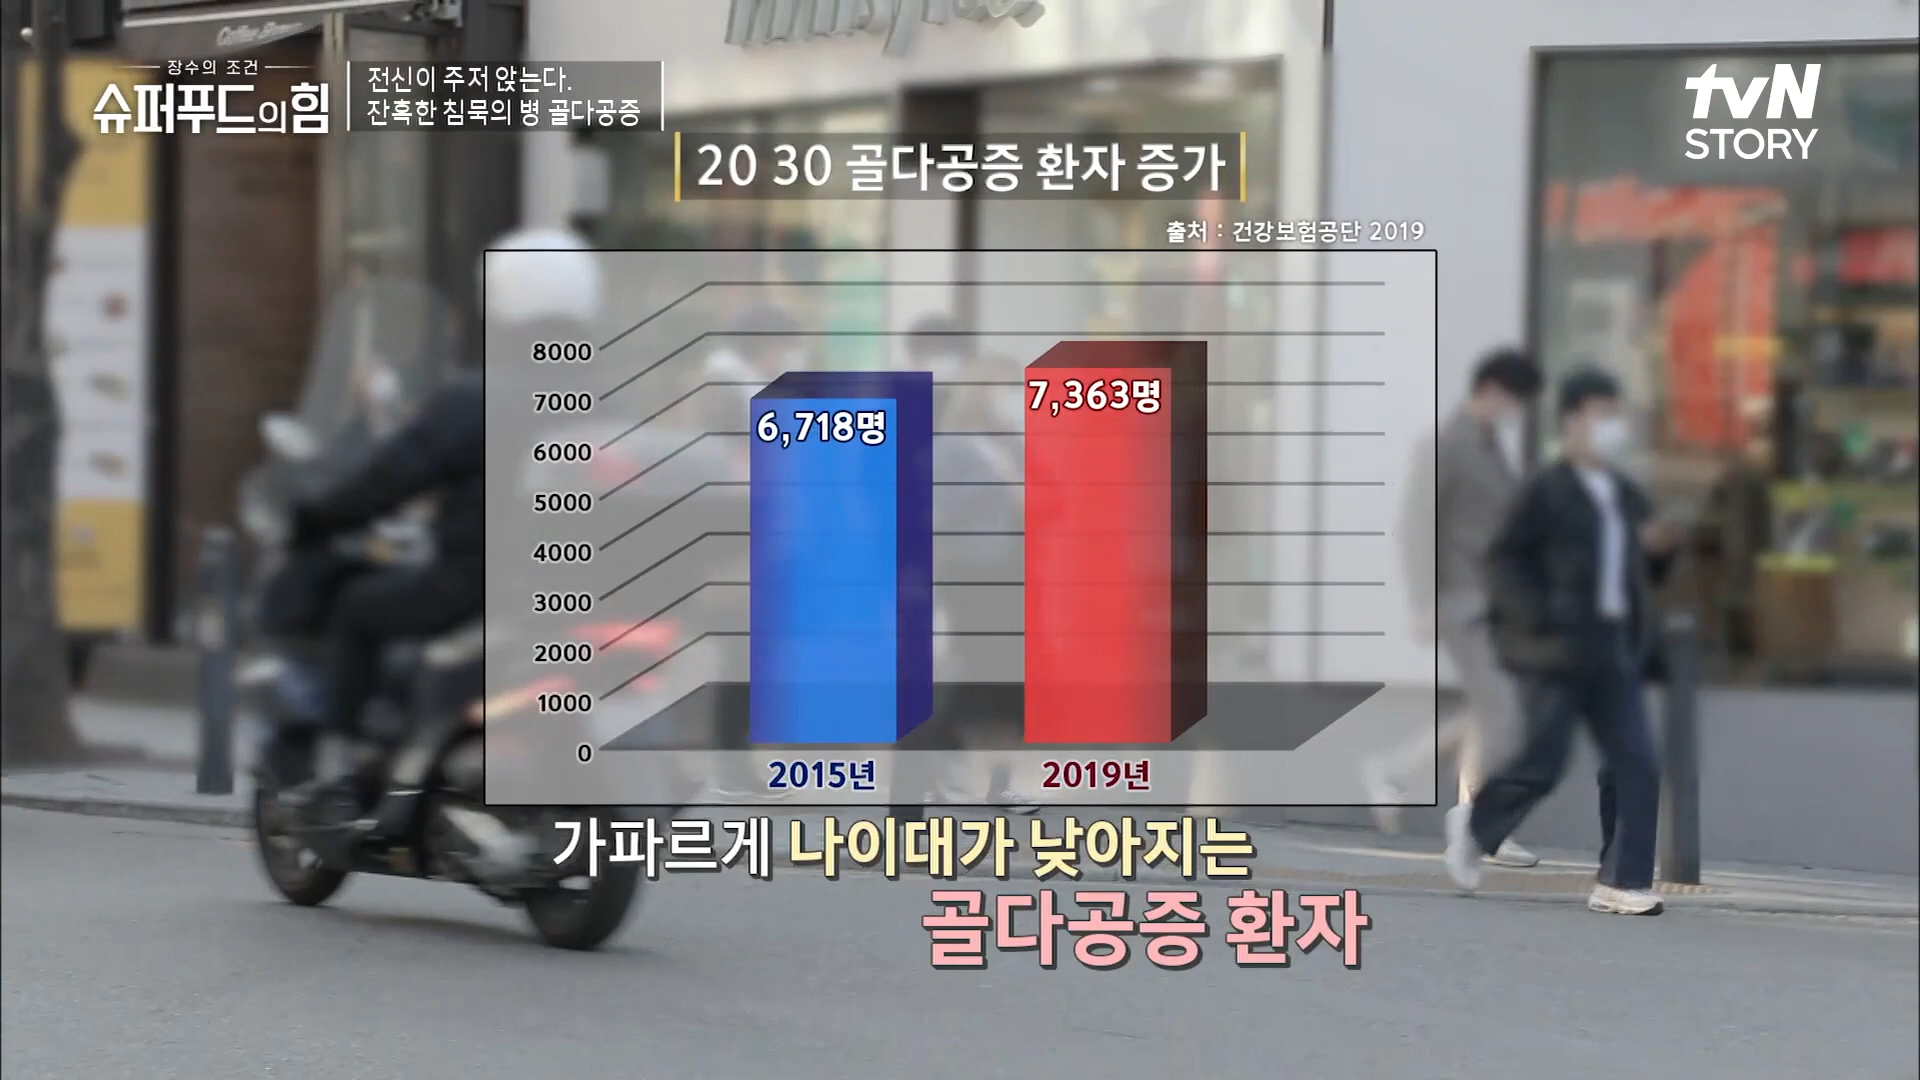 장수의 조건
슈퍼푸드의힘
전신이 주저 앉는다.
잔혹한 침묵의 병 골다공증
tvN
STORY
20 30 골다공증 환자 증가
출처 : 건강보험공단 2019
8000
7000
6000
5000
4000
3000
2000
1000
0
6,718명
7,363명
2015년
2019년
가파르게 나이대가 낮아지는
골다공증 환자